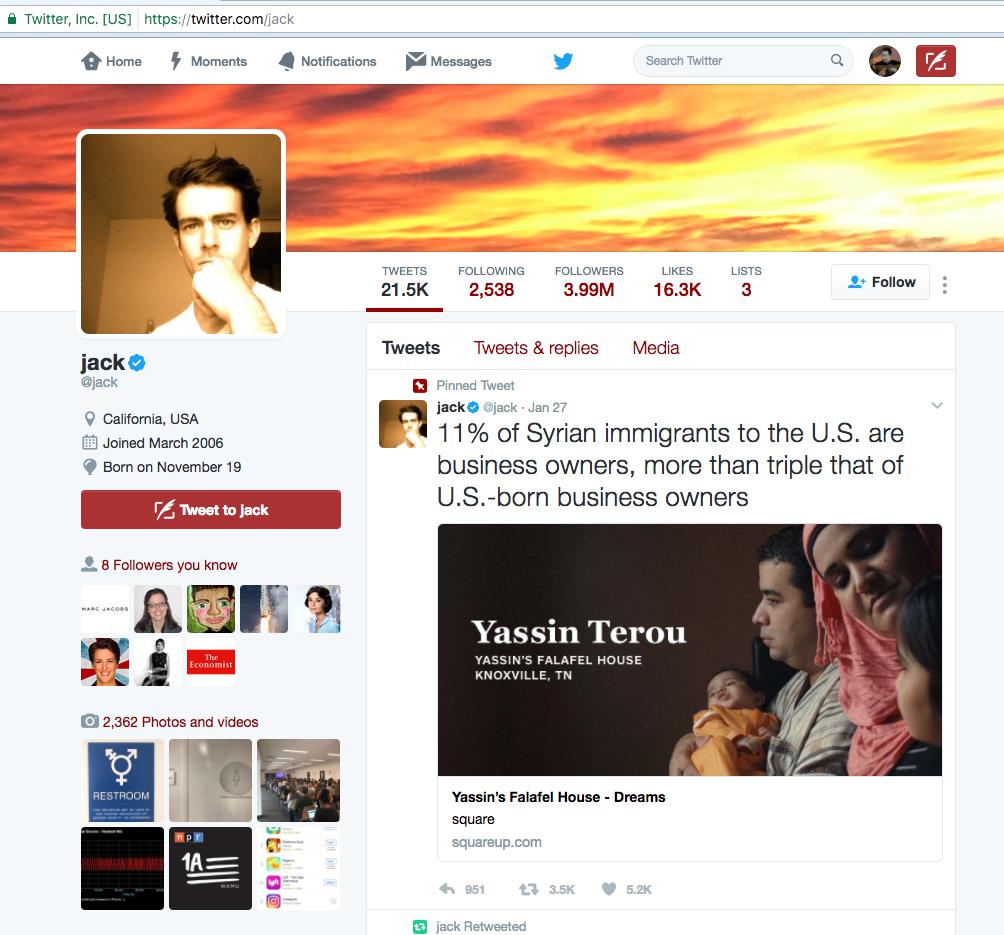 Twitter, Inc. [US] https://twitter.com/jack
Home Moments Notifications Messages Search Twitter
TWEETS FOLLOWING FOLLOWERS LIKES LISTS
21.5K 2,538 3.99M 16.3K 3
Follow
jack
@jack
California, USA
Joined March 2006
Born on November 19
Tweet to jack
8 Followers you know
MARC JACOBS
The
Economist
2,362 Photos and videos
RESTROOM
npr
1A
WAMU
Tweets Tweets & replies Media
Pinned Tweet
jack @jack · Jan 27
11% of Syrian immigrants to the U.S. are
business owners, more than triple that of
U.S.-born business owners
Yassin Terou
YASSIN'S FALAFEL HOUSE
KNOXVILLE, TN
Yassin's Falafel House - Dreams
square
squareup.com
951 3.5K 5.2K
jack Retweeted